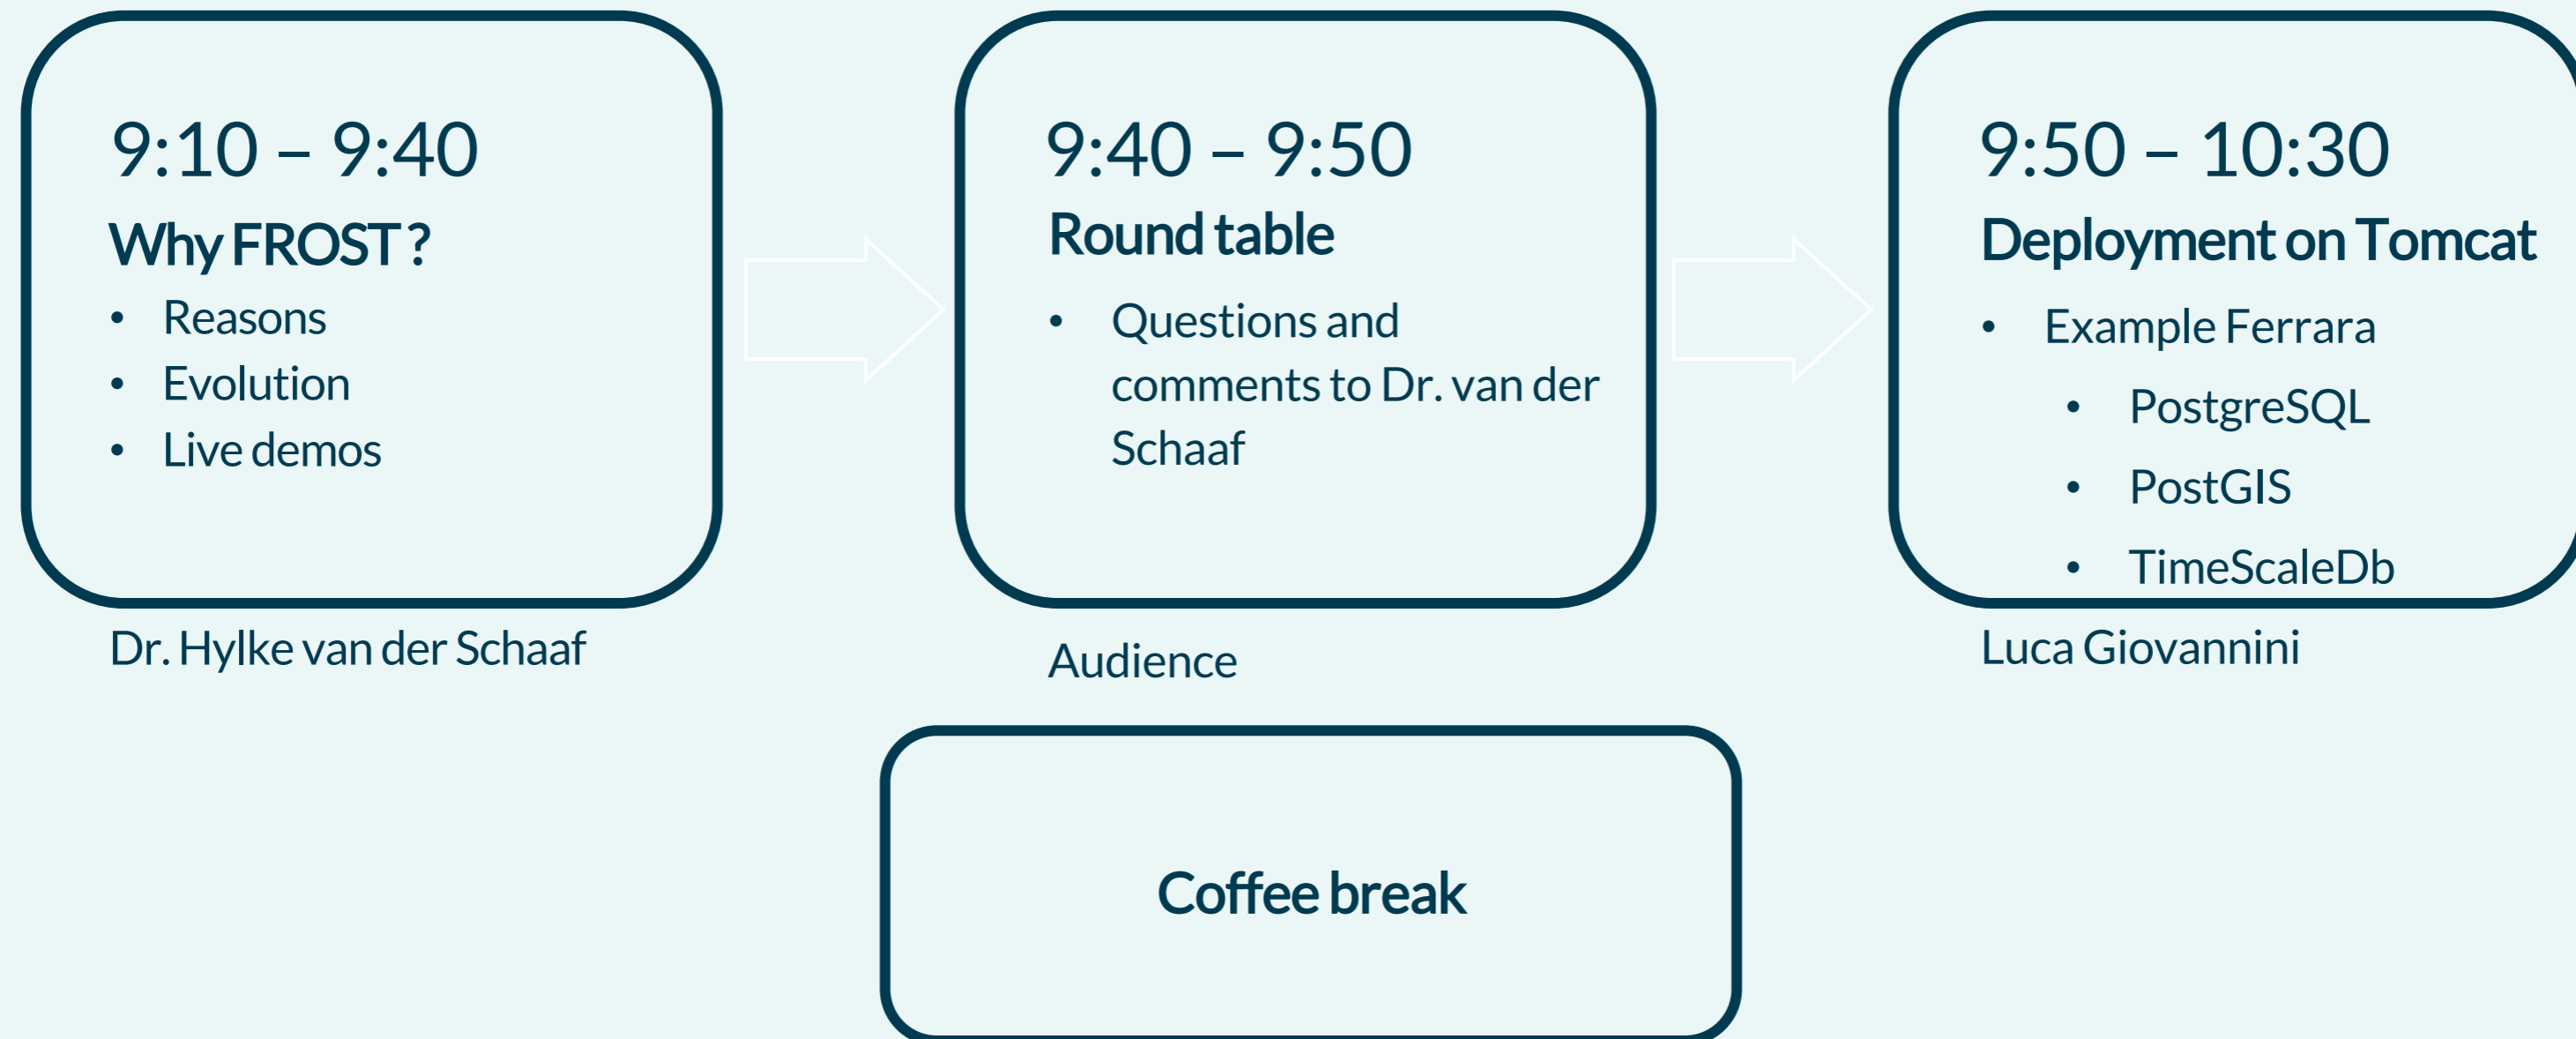 9:10 – 9:40
Why FROST ?
• Reasons
• Evolution
• Live demos
Dr. Hylke van der Schaaf
9:40 – 9:50
Round table
• Questions and
comments to Dr. van der
Schaaf
Audience
9:50 – 10:30
Deployment on Tomcat
• Example Ferrara
• PostgreSQL
• PostGIS
• TimeScaleDb
Luca Giovannini
Coffee break